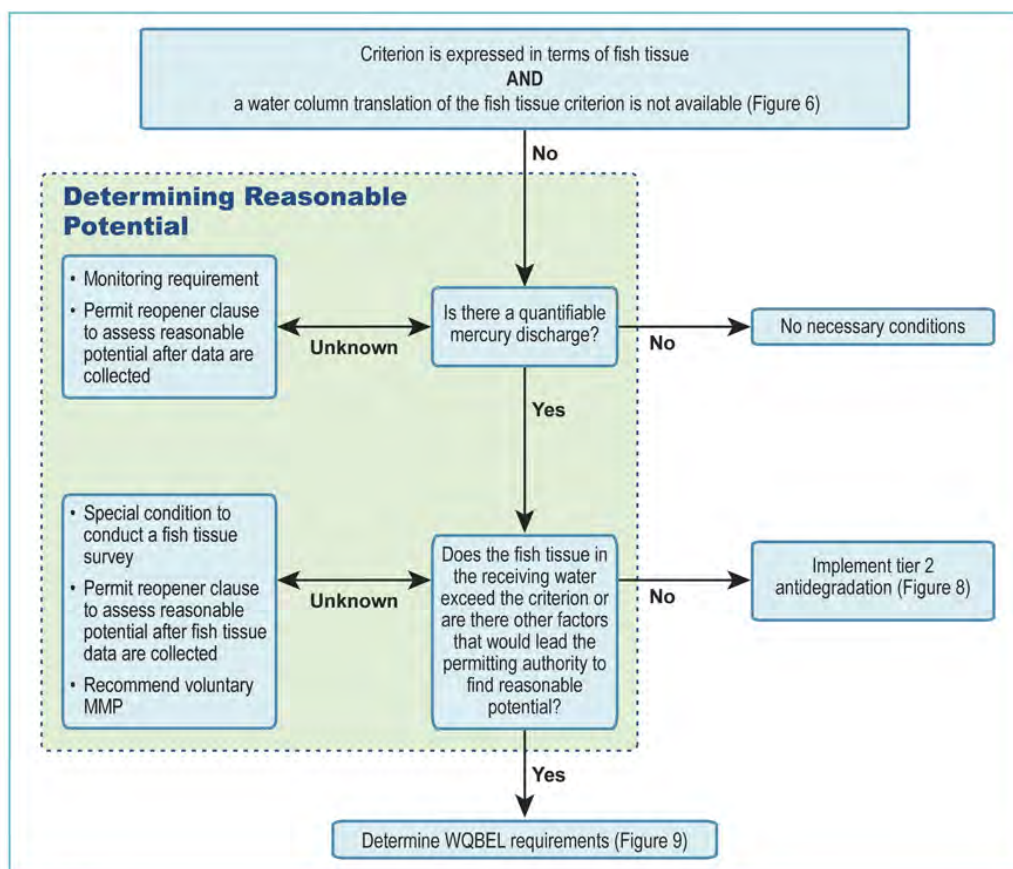 Criterion is expressed in terms of fish tissue
AND
a water column translation of the fish tissue criterion is not available (Figure 6)
No
Determining Reasonable
Potential
• Monitoring requirement
• Permit reopener clause
to assess reasonable
potential after data are
collected
Unknown
Is there a quantifiable
mercury discharge?
No
No necessary conditions
Yes
• Special condition to
conduct a fish tissue
survey
• Permit reopener clause
to assess reasonable
potential after fish tissue
data are collected
• Recommend voluntary
MMP
Unknown
Does the fish tissue in
the receiving water
exceed the criterion or
are there other factors
that would lead the
permitting authority to
find reasonable
potential?
No
Implement tier 2
antidegradation (Figure 8)
Yes
Determine WQBEL requirements (Figure 9)